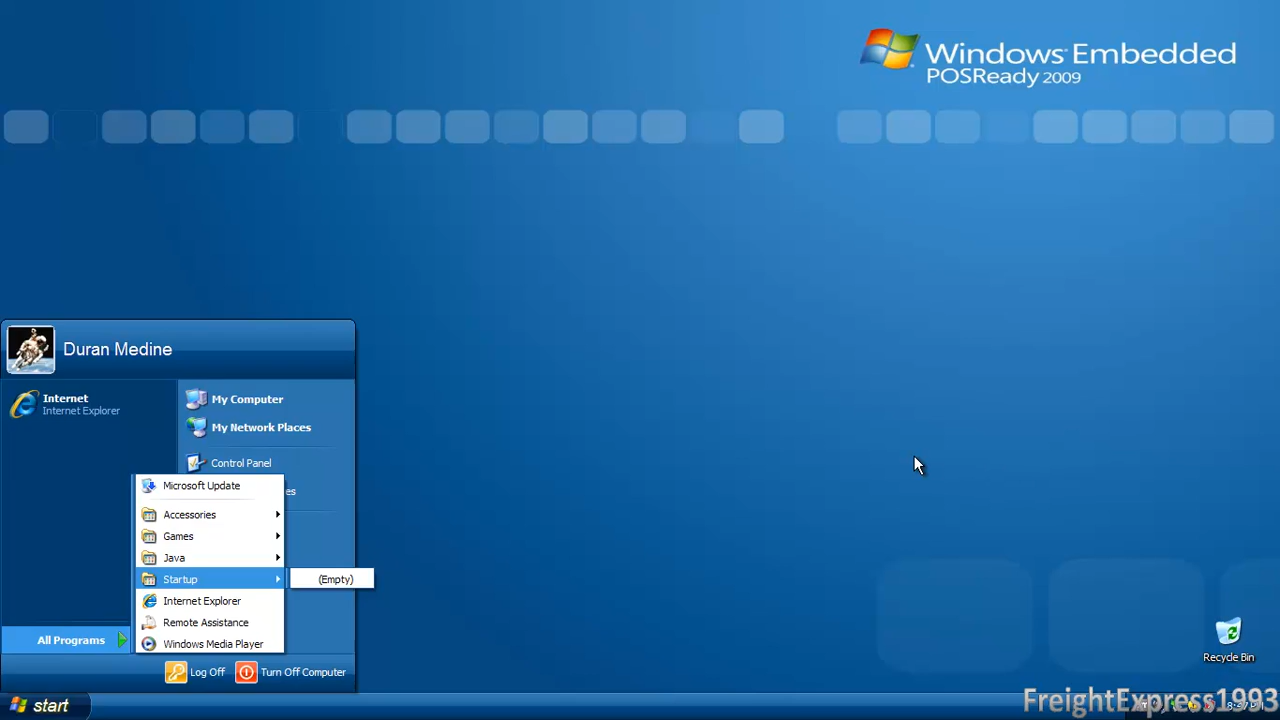 Windows Embedded
POSReady 2009
Duran Medine
Internet
Internet Explorer
My Computer
My Network Places
Control Panel
Microsoft Update
es
Accessories
Games
Java
Startup
(Empty)
Internet Explorer
Remote Assistance
Windows Media Player
All Programs
Log Off
Turn Off Computer
Recycle Bin
start
FreightExpress1993